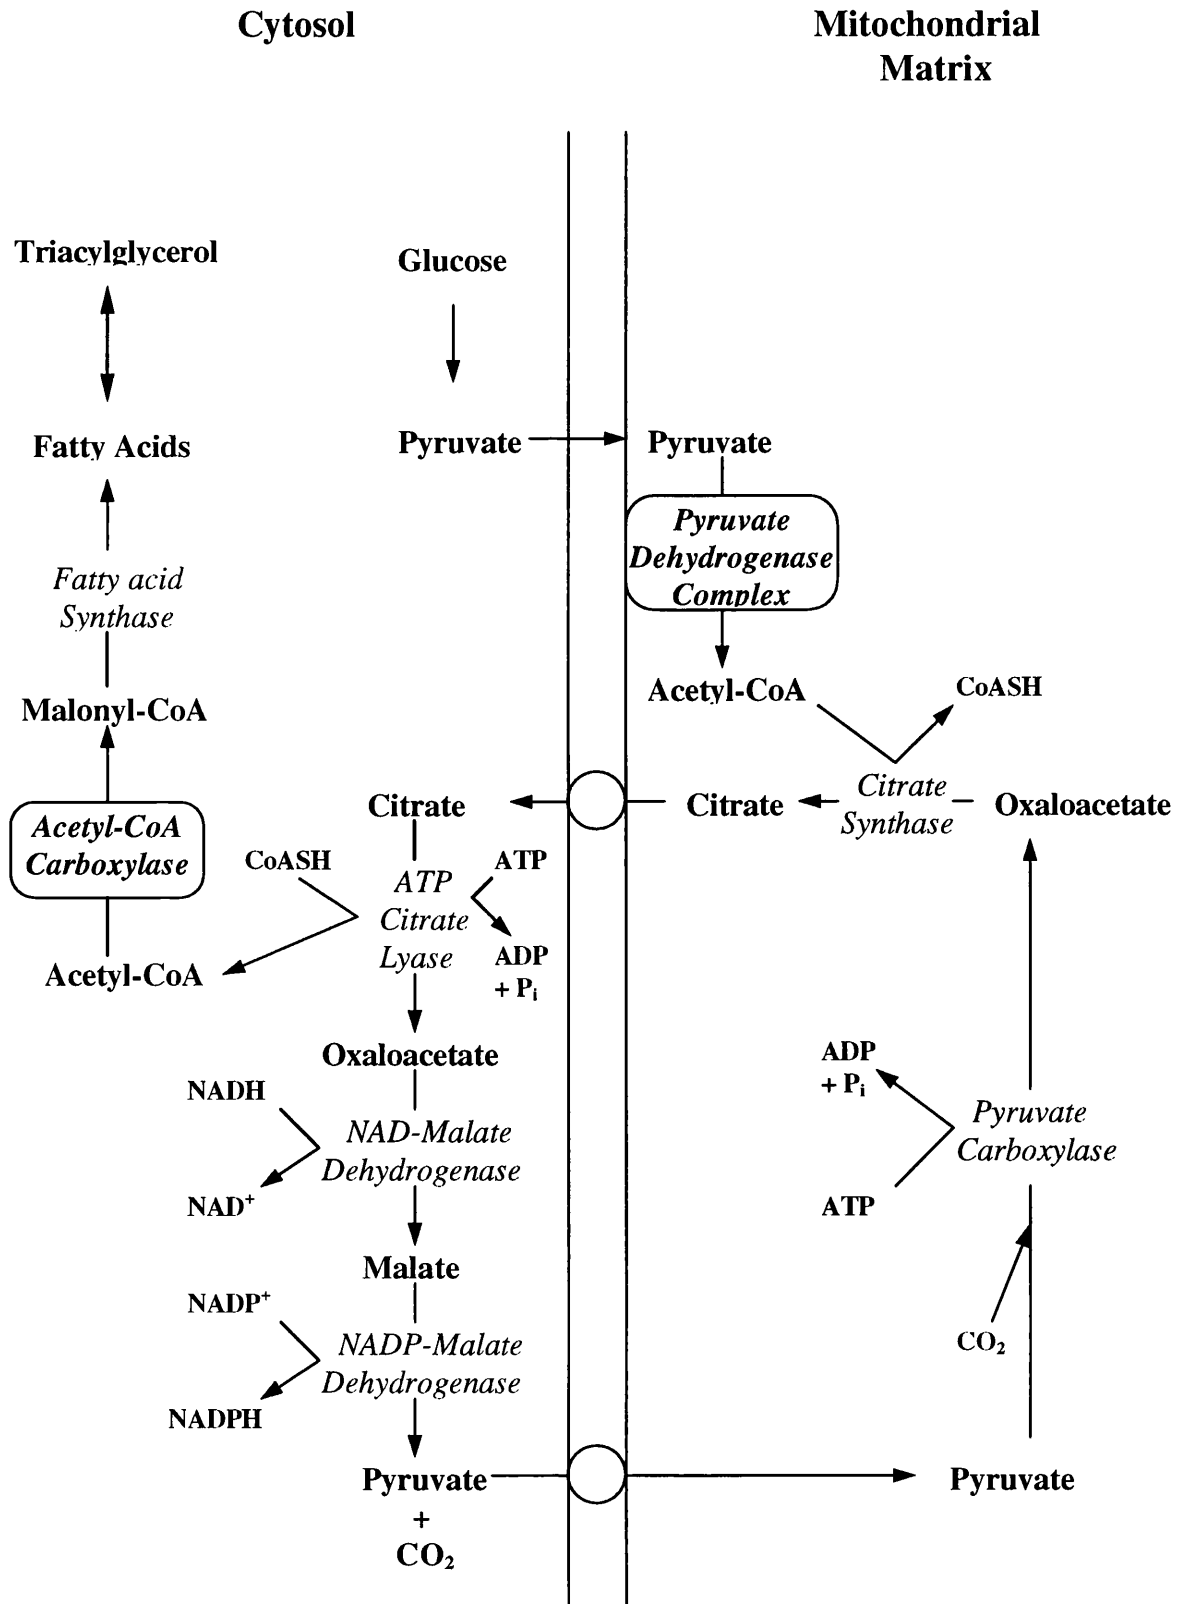 Cytosol
Mitochondrial
Matrix
Triacylglycerol
Glucose
Fatty Acids
Pyruvate
Pyruvate
Pyruvate
Dehydrogenase
Complex
Fatty acid
Synthase
Malonyl-CoA
Acetyl-CoA
CoASH
Citrate
Citrate
Citrate
Synthase
Oxaloacetate
Acetyl-CoA
Carboxylase
CoASH
ATP
Citrate
Lyase
ATP
ADP
+ Pi
Acetyl-CoA
Oxaloacetate
NADH
NAD-Malate
Dehydrogenase
NAD+
ADP
+ Pi
Pyruvate
Carboxylase
ATP
Malate
NADP+
NADP-Malate
Dehydrogenase
NADPH
CO2
Pyruvate
+
CO2
Pyruvate